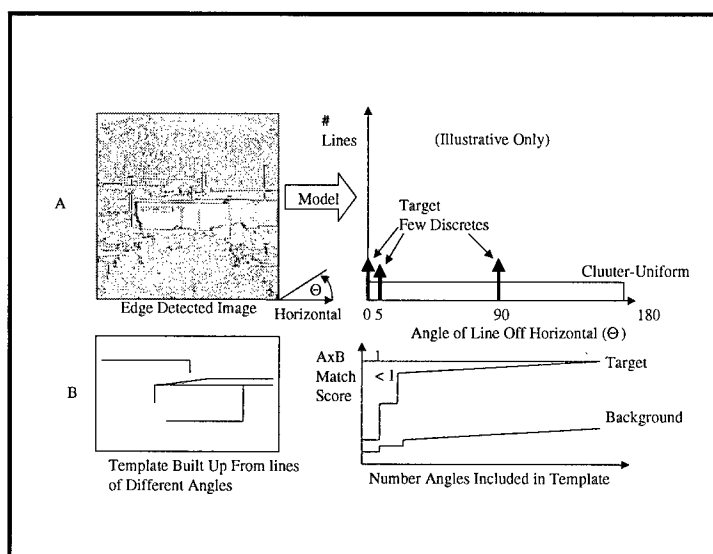 #
Lines
(Illustrative Only)
A
Model
Target
Few Discretes
Cluuter-Uniform
Θ
Edge Detected Image
Horizontal
0 5
90
180
Angle of Line Off Horizontal (Θ)
B
AxB
Match
Score
< 1
Target
Background
Template Built Up From lines
of Different Angles
Number Angles Included in Template